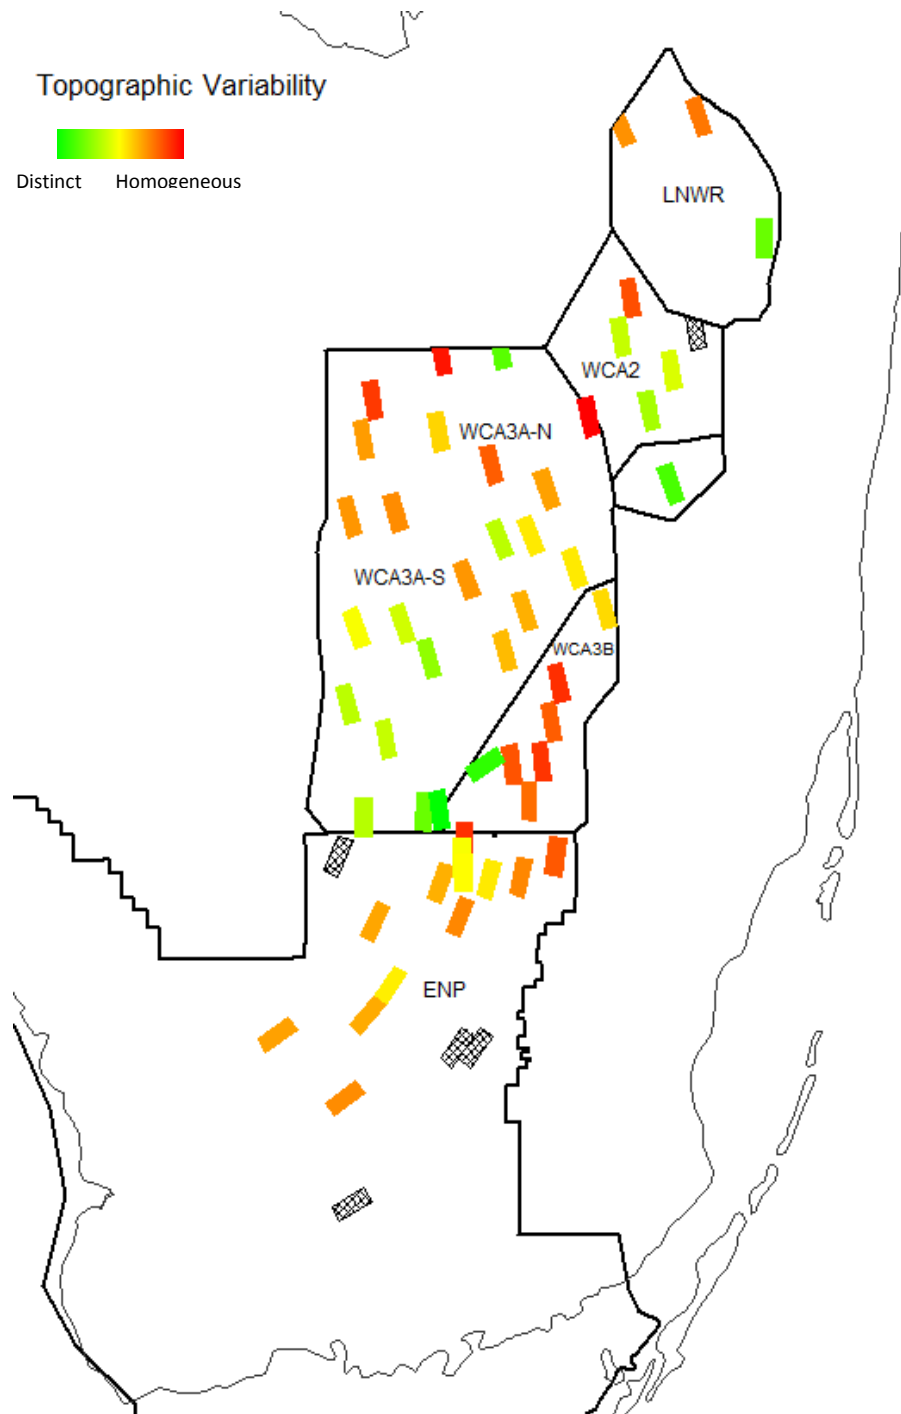 Topographic Variability
Distinct Homogeneous
LNWR
WCA2
WCA3A-N
WCA3A-S
WCA3B
ENP